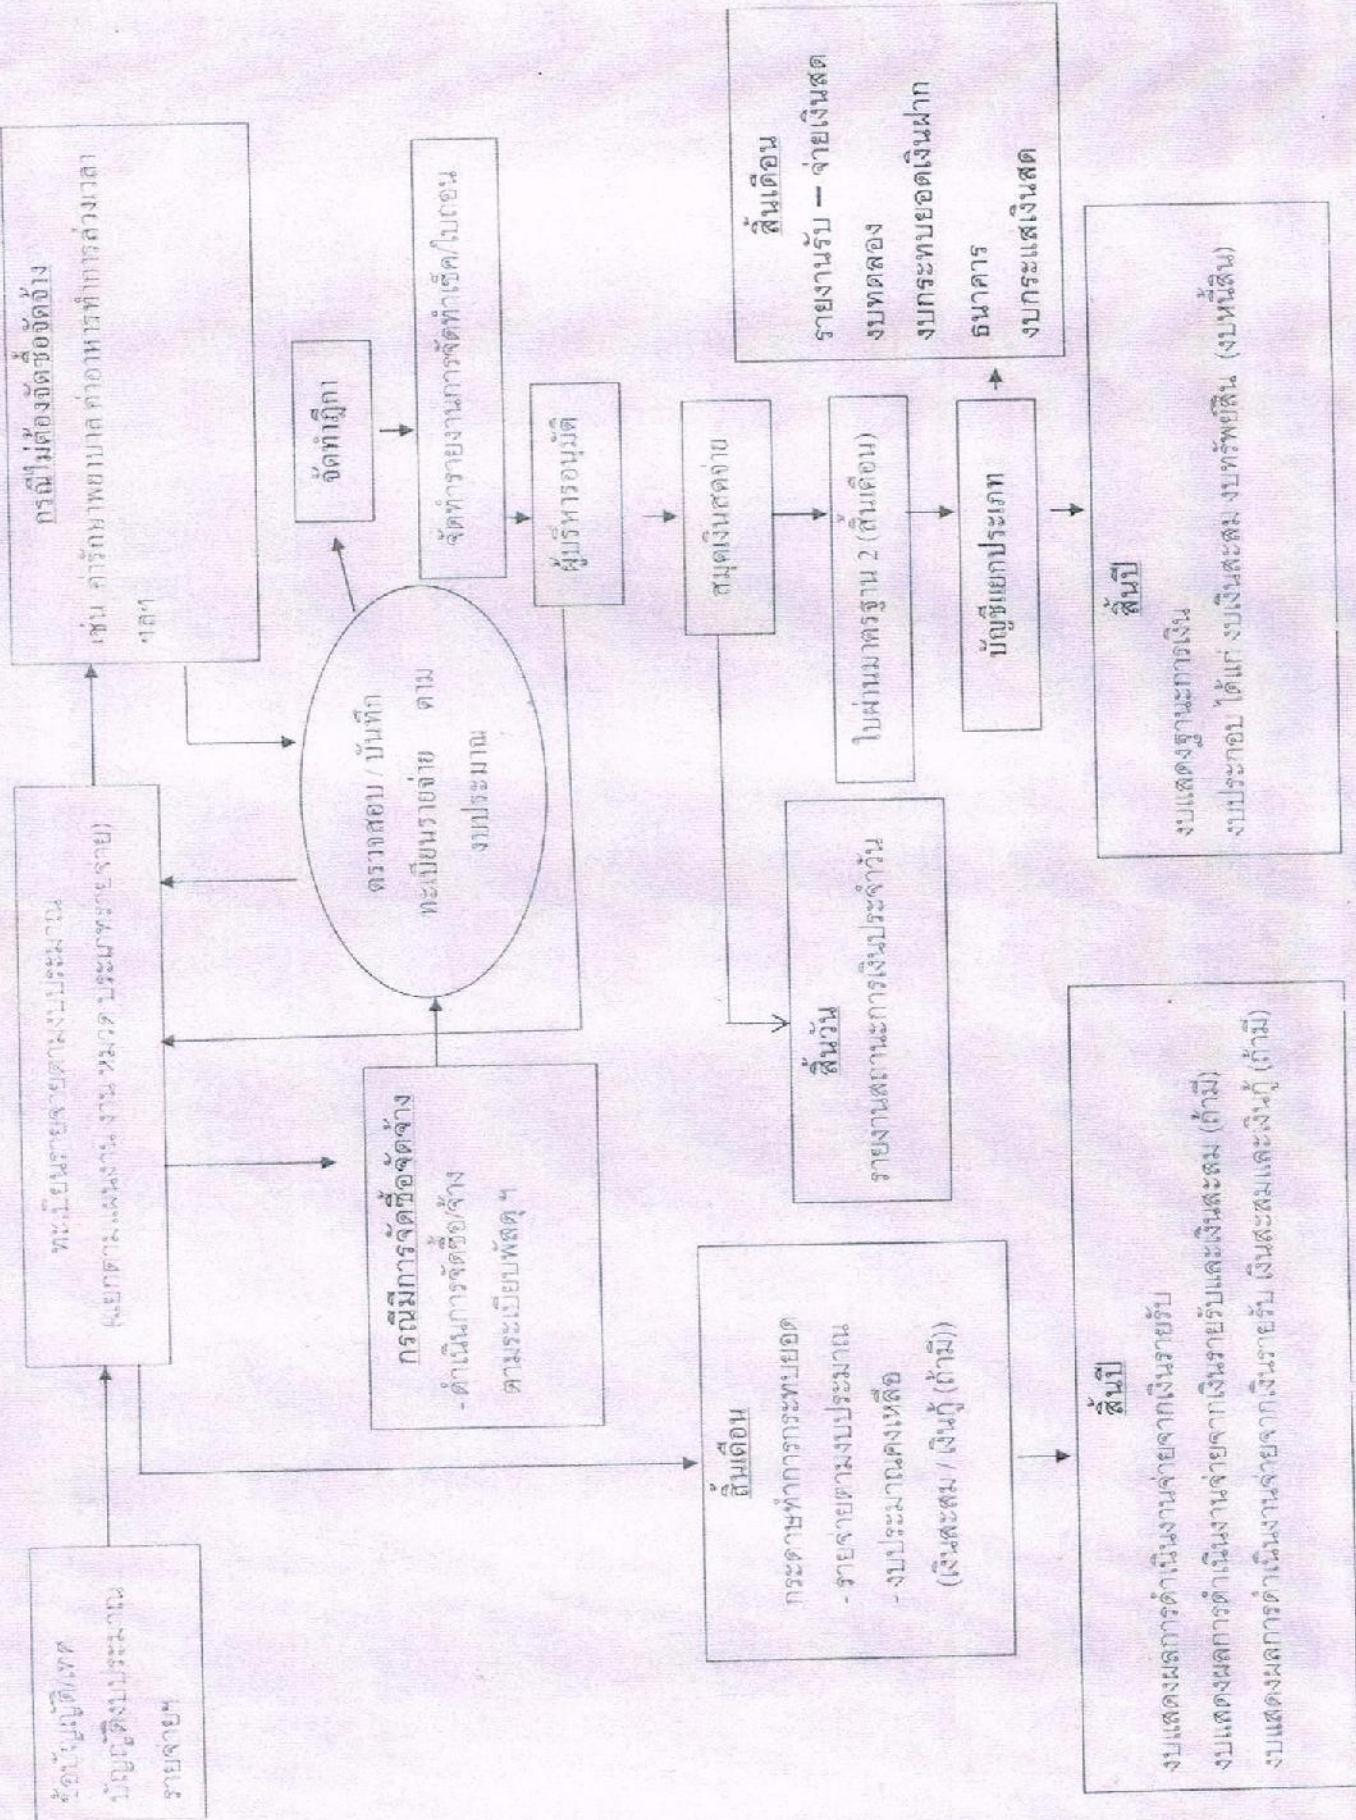 ข้อบัญญัติ/เทศ
บัญญัติงบประมาณ
รายจ่ายฯ
ทะเบียนรายจ่ายตามงบประมาณ
(แยกตามแผนงาน งาน หมวด ประเภทรายจ่าย)
กรณีไม่ต้องจัดซื้อจัดจ้าง
เช่น ค่ารักษาพยาบาล ค่าอาหารทำการล่วงเวลา
ฯลฯ
กรณีมีการจัดซื้อจัดจ้าง
- ดำเนินการจัดซื้อ/จ้าง
ตามระเบียบพัสดุ ฯ
ตรวจสอบ / บันทึก
ทะเบียนรายจ่าย ตาม
งบประมาณ
จัดทำฎีกา
จัดทำรายงานการจัดทำเช็ค/ใบถอน
ผู้บริหารอนุมัติ
สมุดเงินสดจ่าย
ใบผ่านมาตรฐาน 2 (สิ้นเดือน)
บัญชีแยกประเภท
สิ้นเดือน
รายงานรับ – จ่ายเงินสด
งบทดลอง
งบกระทบยอดเงินฝาก
ธนาคาร
งบกระแสเงินสด
สิ้นวัน
รายงานสถานะการเงินประจำวัน
สิ้นเดือน
กระดาษทำการกระทบยอด
- รายจ่ายตามงบประมาณ
- งบประมาณคงเหลือ
(เงินสะสม / เงินกู้ (ถ้ามี))
สิ้นปี
งบแสดงผลการดำเนินงานจ่ายจากเงินรายรับ
งบแสดงผลการดำเนินงานจ่ายจากเงินรายรับและเงินสะสม (ถ้ามี)
งบแสดงผลการดำเนินงานจ่ายจากเงินรายรับ เงินสะสมและเงินกู้ (ถ้ามี)
สิ้นปี
งบแสดงฐานะการเงิน
งบประกอบ ได้แก่ งบเงินสะสม งบทรัพย์สิน (งบหนี้สิน)